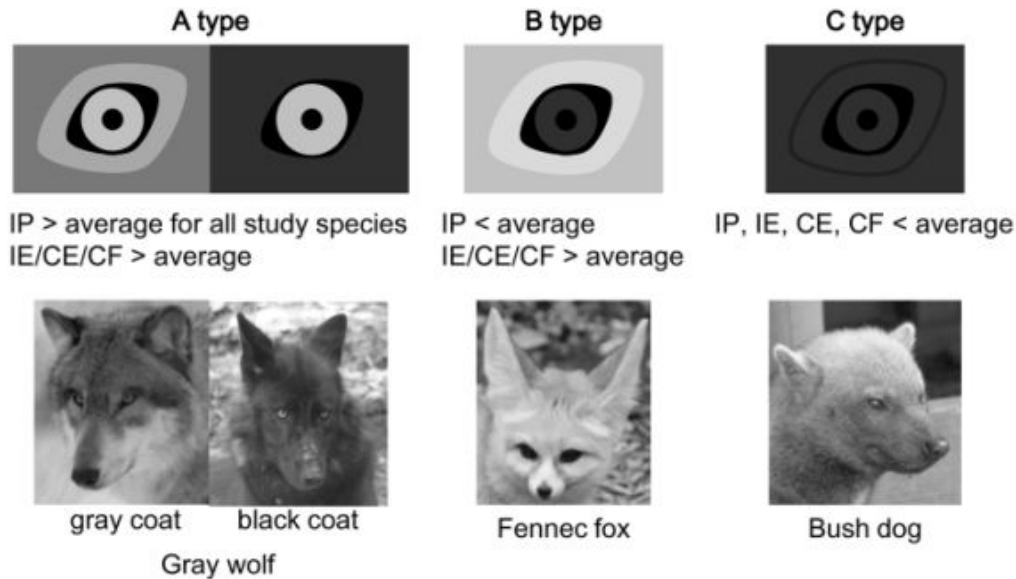 A type
B type
C type
IP > average for all study species
IE/CE/CF > average
IP < average
IE/CE/CF > average
IP, IE, CE, CF < average
gray coat
black coat
Gray wolf
Fennec fox
Bush dog